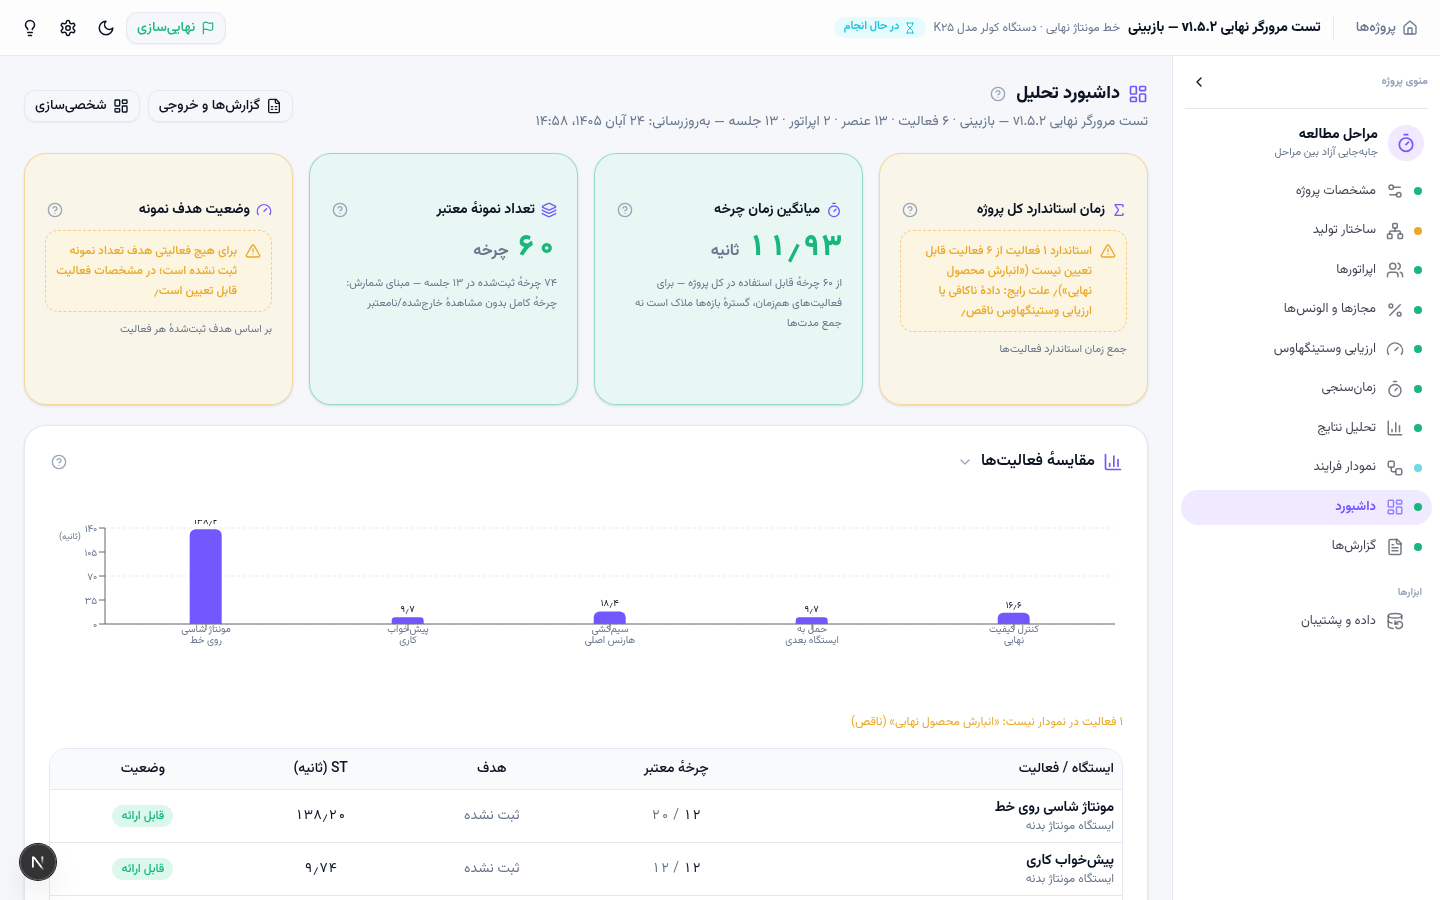 پروژه‌ها
تست مرورگر نهایی v۱.۵.۲ — بازبینی
خط مونتاژ نهایی · دستگاه کولر مدل K۲۵
در حال انجام
نهایی‌سازی
منوی پروژه
مراحل مطالعه
جابه‌جایی آزاد بین مراحل
مشخصات پروژه
ساختار تولید
اپراتورها
مجازها و الونس‌ها
ارزیابی وستینگهاوس
زمان‌سنجی
تحلیل نتایج
نمودار فرایند
داشبورد
گزارش‌ها
ابزارها
داده و پشتیبان
داشبورد تحلیل
تست مرورگر نهایی v۱.۵.۲ — بازبینی · ۶ فعالیت · ۱۳ عنصر · ۲ اپراتور · ۱۳ جلسه — به‌روزرسانی: ۲۴ آبان ۱۴۰۵، ۱۴:۵۸
گزارش‌ها و خروجی
شخصی‌سازی
زمان استاندارد کل پروژه
استاندارد ۱ فعالیت از ۶ فعالیت قابل
تعیین نیست («انبارش محصول
نهایی»)٫ علت رایج: دادهٔ ناکافی یا
ارزیابی وستینگهاوس ناقص٫
جمع زمان استاندارد فعالیت‌ها
میانگین زمان چرخه
۱۱٫۹۳ ثانیه
از ۶۰ چرخهٔ قابل استفاده در کل پروژه — برای
فعالیت‌های هم‌زمان، گسترهٔ بازه‌ها ملاک است نه
جمع مدت‌ها
تعداد نمونهٔ معتبر
۶۰ چرخه
۷۴ چرخهٔ ثبت‌شده در ۱۳ جلسه — مبنای شمارش:
چرخهٔ کامل بدون مشاهدهٔ خارج‌شده/نامعتبر
وضعیت هدف نمونه
برای هیچ فعالیتی هدف تعداد نمونه
ثبت نشده است؛ در مشخصات فعالیت
قابل تعیین است٫
بر اساس هدف ثبت‌شدهٔ هر فعالیت
مقایسهٔ فعالیت‌ها
(ثانیه)
۱۴۰
۱۰۵
۷۰
۳۵
۰
۱۳۸٫۲
۹٫۷
۱۸٫۴
۹٫۷
۱۶٫۶
مونتاژ شاسی
روی خط
پیش‌خواب
کاری
سیم‌کشی
هارنس اصلی
حمل به
ایستگاه بعدی
کنترل کیفیت
نهایی
۱ فعالیت در نمودار نیست: «انبارش محصول نهایی» (ناقص)
ایستگاه / فعالیت
چرخهٔ معتبر
هدف
ST (ثانیه)
وضعیت
مونتاژ شاسی روی خط
ایستگاه مونتاژ بدنه
۱۲ / ۲۰
ثبت نشده
۱۳۸٫۲۰
قابل ارائه
پیش‌خواب کاری
ایستگاه مونتاژ بدنه
۱۲ / ۱۲
ثبت نشده
۹٫۷۴
قابل ارائه
N